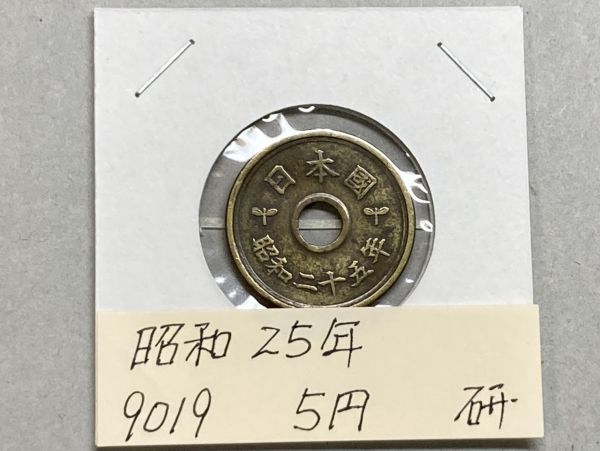 日本國
昭和二十五年
昭和 25年
9019 5円 研